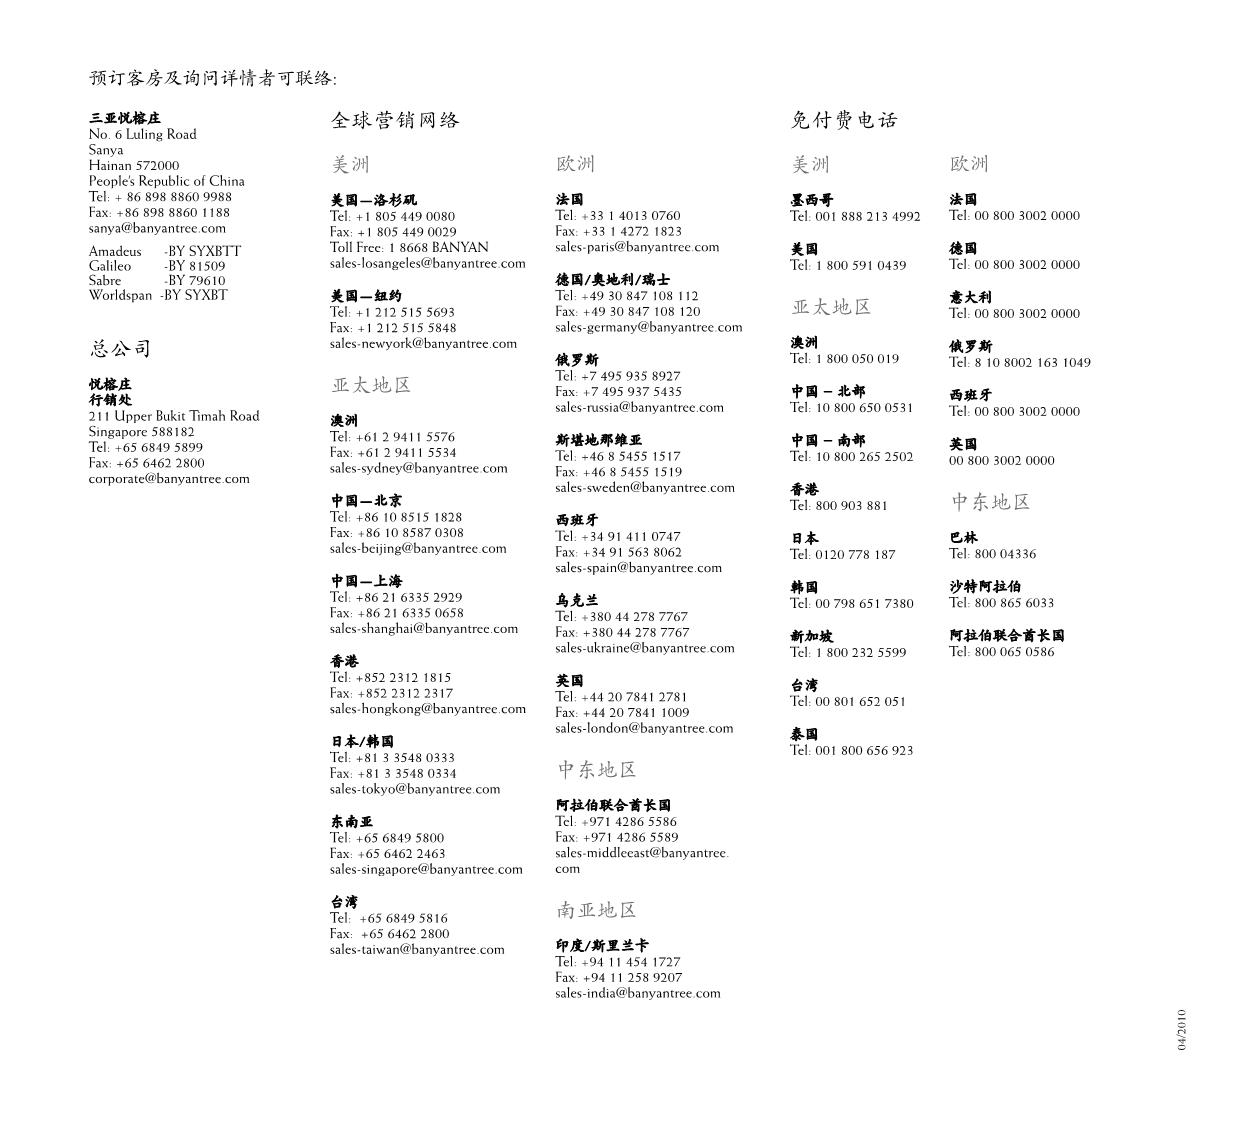 预订客房及询问详情者可联络:
三亚悦榕庄
No. 6 Luling Road
Sanya
Hainan 572000
People's Republic of China
Tel: + 86 898 8860 9988
Fax: +86 898 8860 1188
sanya@banyantree.com
Amadeus -BY SYXBTT
Galileo -BY 81509
Sabre -BY 79610
Worldspan -BY SYXBT
总公司
悦榕庄
行销处
211 Upper Bukit Timah Road
Singapore 588182
Tel: +65 6849 5899
Fax: +65 6462 2800
corporate@banyantree.com
全球营销网络
美洲
美国—洛杉矶
Tel: +1 805 449 0080
Fax: +1 805 449 0029
Toll Free: 1 8668 BANYAN
sales-losangeles@banyantree.com
美国—纽约
Tel: +1 212 515 5693
Fax: +1 212 515 5848
sales-newyork@banyantree.com
亚太地区
澳洲
Tel: +61 2 9411 5576
Fax: +61 2 9411 5534
sales-sydney@banyantree.com
中国—北京
Tel: +86 10 8515 1828
Fax: +86 10 8587 0308
sales-beijing@banyantree.com
中国—上海
Tel: +86 21 6335 2929
Fax: +86 21 6335 0658
sales-shanghai@banyantree.com
香港
Tel: +852 2312 1815
Fax: +852 2312 2317
sales-hongkong@banyantree.com
日本/韩国
Tel: +81 3 3548 0333
Fax: +81 3 3548 0334
sales-tokyo@banyantree.com
东南亚
Tel: +65 6849 5800
Fax: +65 6462 2463
sales-singapore@banyantree.com
台湾
Tel: +65 6849 5816
Fax: +65 6462 2800
sales-taiwan@banyantree.com
欧洲
法国
Tel: +33 1 4013 0760
Fax: +33 1 4272 1823
sales-paris@banyantree.com
德国/奥地利/瑞士
Tel: +49 30 847 108 112
Fax: +49 30 847 108 120
sales-germany@banyantree.com
俄罗斯
Tel: +7 495 935 8927
Fax: +7 495 937 5435
sales-russia@banyantree.com
斯堪地那维亚
Tel: +46 8 5455 1517
Fax: +46 8 5455 1519
sales-sweden@banyantree.com
西班牙
Tel: +34 91 411 0747
Fax: +34 91 563 8062
sales-spain@banyantree.com
乌克兰
Tel: +380 44 278 7767
Fax: +380 44 278 7767
sales-ukraine@banyantree.com
英国
Tel: +44 20 7841 2781
Fax: +44 20 7841 1009
sales-london@banyantree.com
中东地区
阿拉伯联合酋长国
Tel: +971 4286 5586
Fax: +971 4286 5589
sales-middleeast@banyantree.
com
南亚地区
印度/斯里兰卡
Tel: +94 11 454 1727
Fax: +94 11 258 9207
sales-india@banyantree.com
免付费电话
美洲
墨西哥
Tel: 001 888 213 4992
美国
Tel: 1 800 591 0439
亚太地区
澳洲
Tel: 1 800 050 019
中国 – 北部
Tel: 10 800 650 0531
中国 – 南部
Tel: 10 800 265 2502
香港
Tel: 800 903 881
日本
Tel: 0120 778 187
韩国
Tel: 00 798 651 7380
新加坡
Tel: 1 800 232 5599
台湾
Tel: 00 801 652 051
泰国
Tel: 001 800 656 923
欧洲
法国
Tel: 00 800 3002 0000
德国
Tel: 00 800 3002 0000
意大利
Tel: 00 800 3002 0000
俄罗斯
Tel: 8 10 8002 163 1049
西班牙
Tel: 00 800 3002 0000
英国
00 800 3002 0000
中东地区
巴林
Tel: 800 04336
沙特阿拉伯
Tel: 800 865 6033
阿拉伯联合酋长国
Tel: 800 065 0586
04/2010